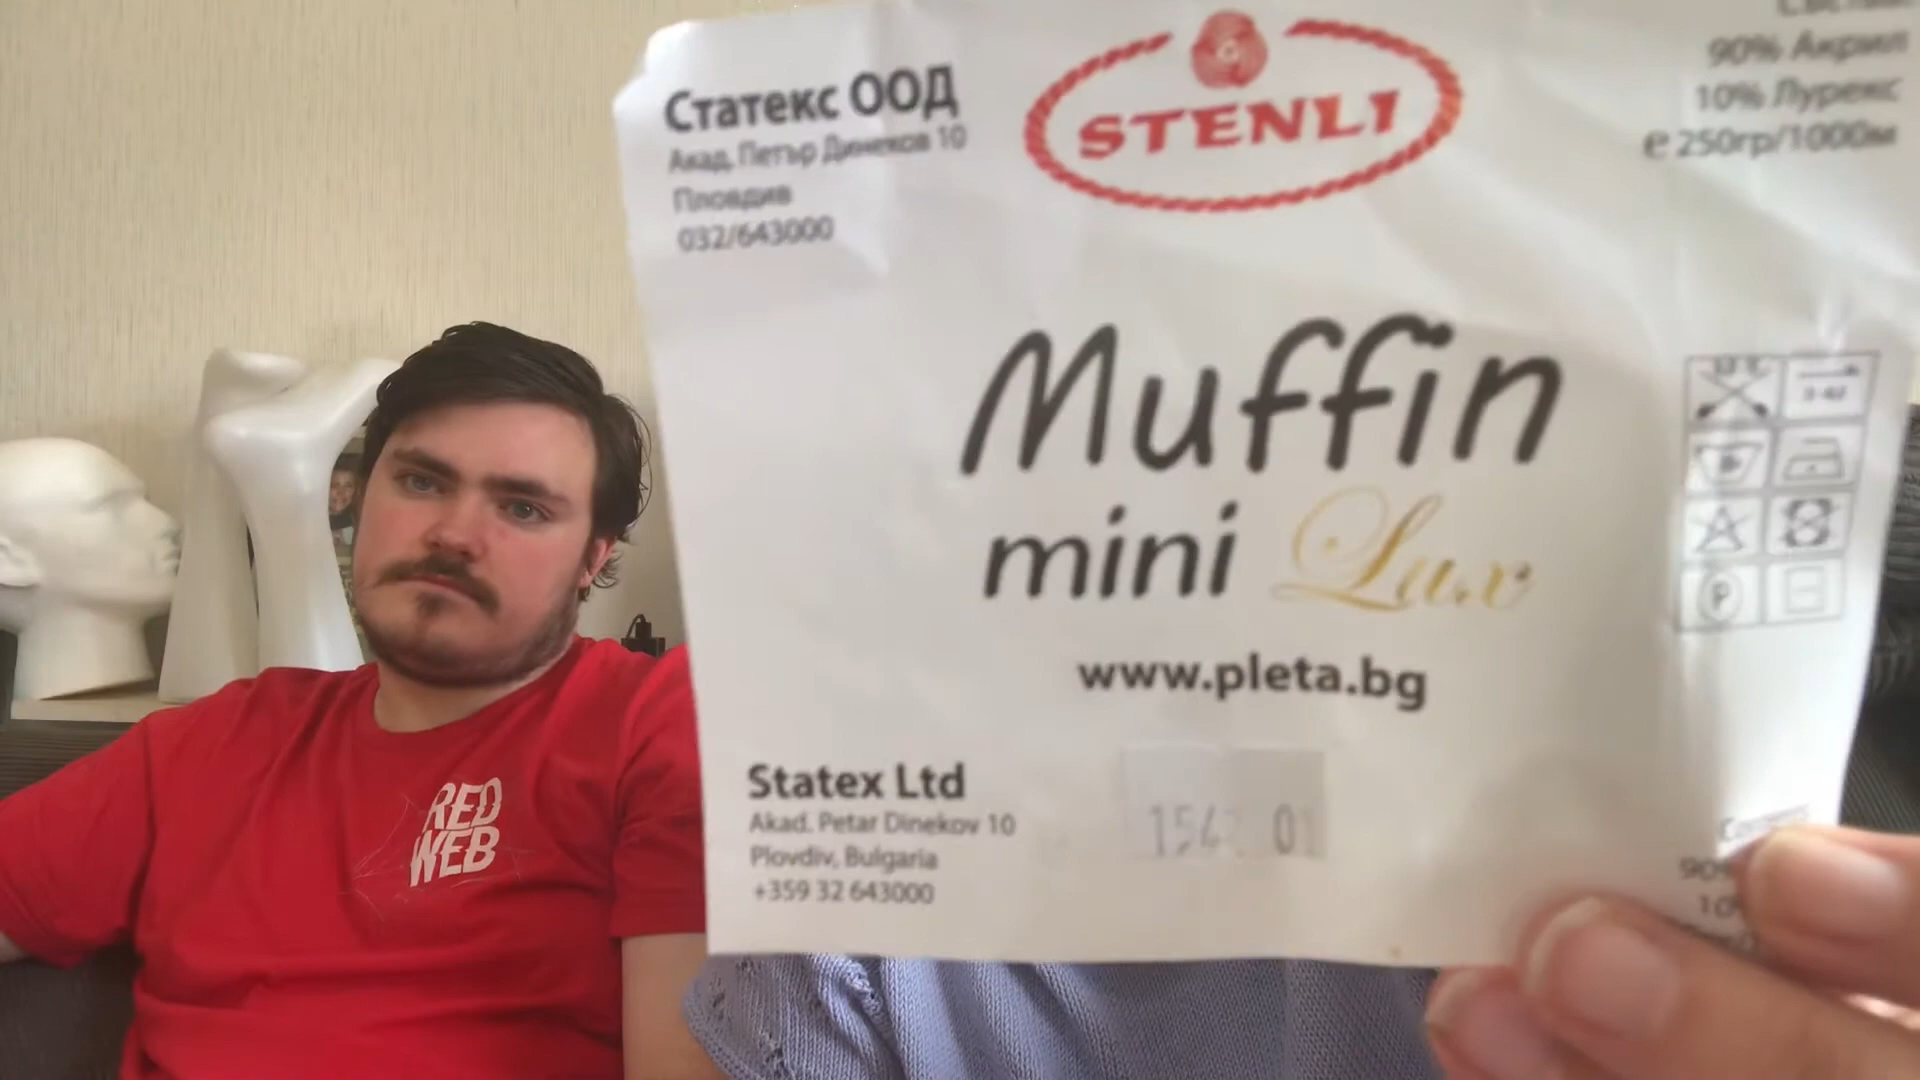 Статекс ООД
Акад. Петър Динеков 10
Пловдив
032/643000
STENLI
90% Акрил
10% Лурекс
℮ 250гр/1000м
Muffin
mini Lux
www.pleta.bg
Statex Ltd
Akad. Petar Dinekov 10
Plovdiv, Bulgaria
+359 32 643000
01
P
RED
WEB